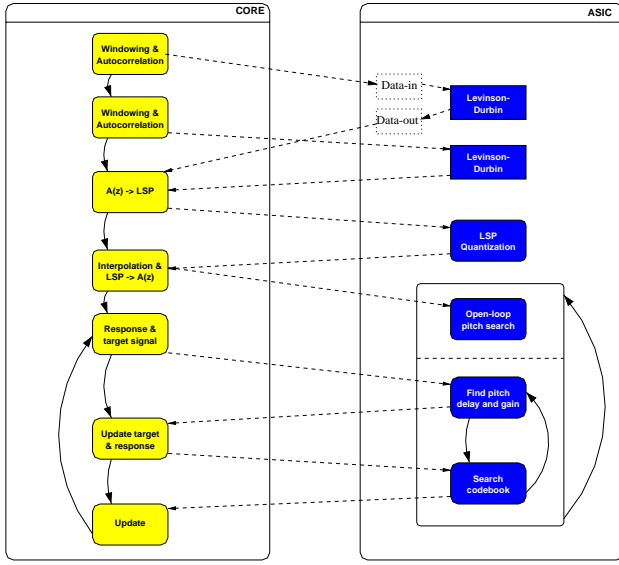 CORE
Windowing &
Autocorrelation
Windowing &
Autocorrelation
A(z) -> LSP
Interpolation &
LSP -> A(z)
Response &
target signal
Update target
& response
Update
ASIC
Data-in
Data-out
Levinson-
Durbin
Levinson-
Durbin
LSP
Quantization
Open-loop
pitch search
Find pitch
delay and gain
Search
codebook